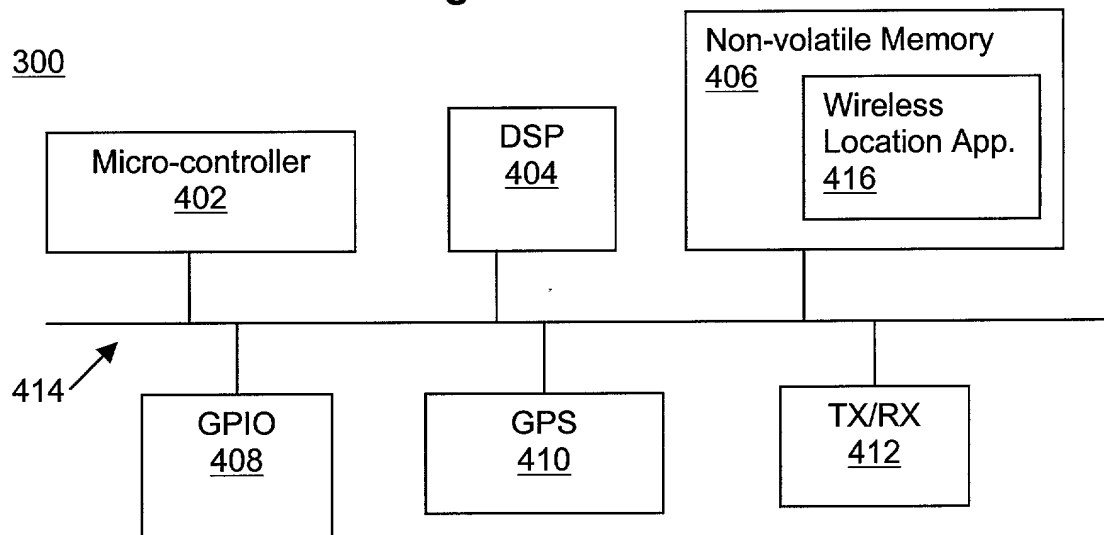 300
Micro-controller
402
DSP
404
Non-volatile Memory
406
Wireless
Location App.
416
414
GPIO
408
GPS
410
TX/RX
412